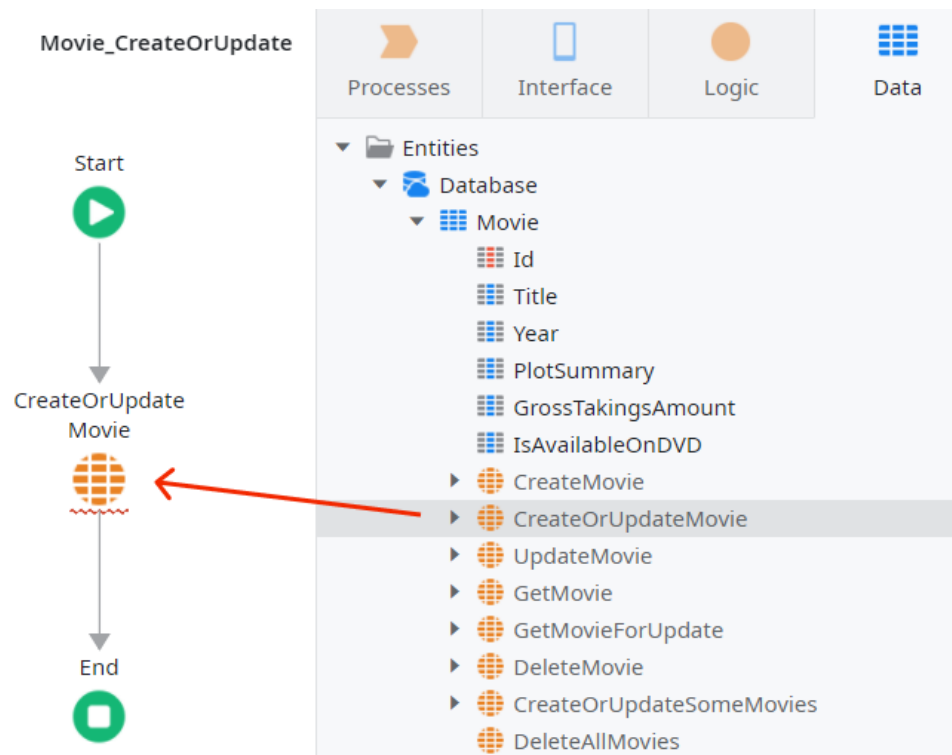 Movie_CreateOrUpdate
Start
CreateOrUpdate
Movie
End
Processes
Interface
Logic
Data
Entities
Database
Movie
Id
Title
Year
PlotSummary
GrossTakingsAmount
IsAvailableOnDVD
CreateMovie
CreateOrUpdateMovie
UpdateMovie
GetMovie
GetMovieForUpdate
DeleteMovie
CreateOrUpdateSomeMovies
DeleteAllMovies